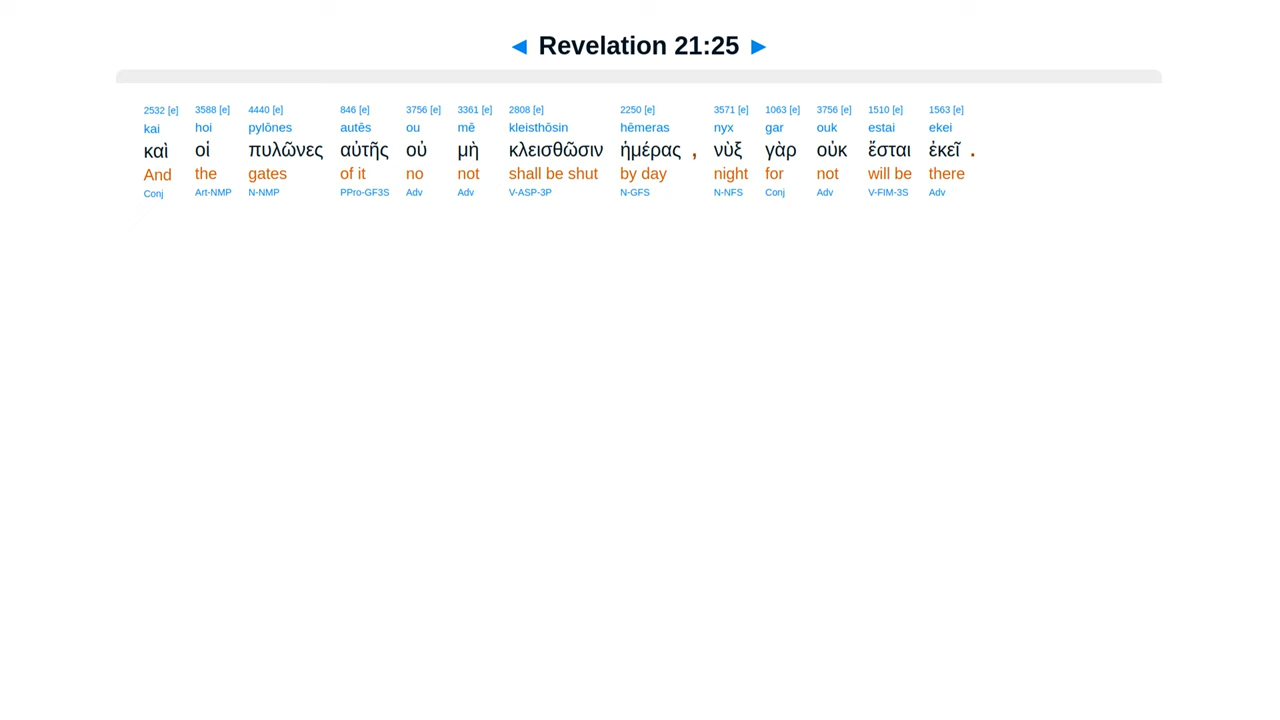 ◄ Revelation 21:25 ►
2532 [e] 3588 [e] 4440 [e] 846 [e] 3756 [e] 3361 [e] 2808 [e] 2250 [e] 3571 [e] 1063 [e] 3756 [e] 1510 [e] 1563 [e]
kai hoi pylōnes autēs ou mē kleisthōsin hēmeras nyx gar ouk estai ekei
καὶ οἱ πυλῶνες αὐτῆς οὐ μὴ κλεισθῶσιν ἡμέρας , νὺξ γὰρ οὐκ ἔσται ἐκεῖ .
And the gates of it no not shall be shut by day night for not will be there
Conj Art-NMP N-NMP PPro-GF3S Adv Adv V-ASP-3P N-GFS N-NFS Conj Adv V-FIM-3S Adv